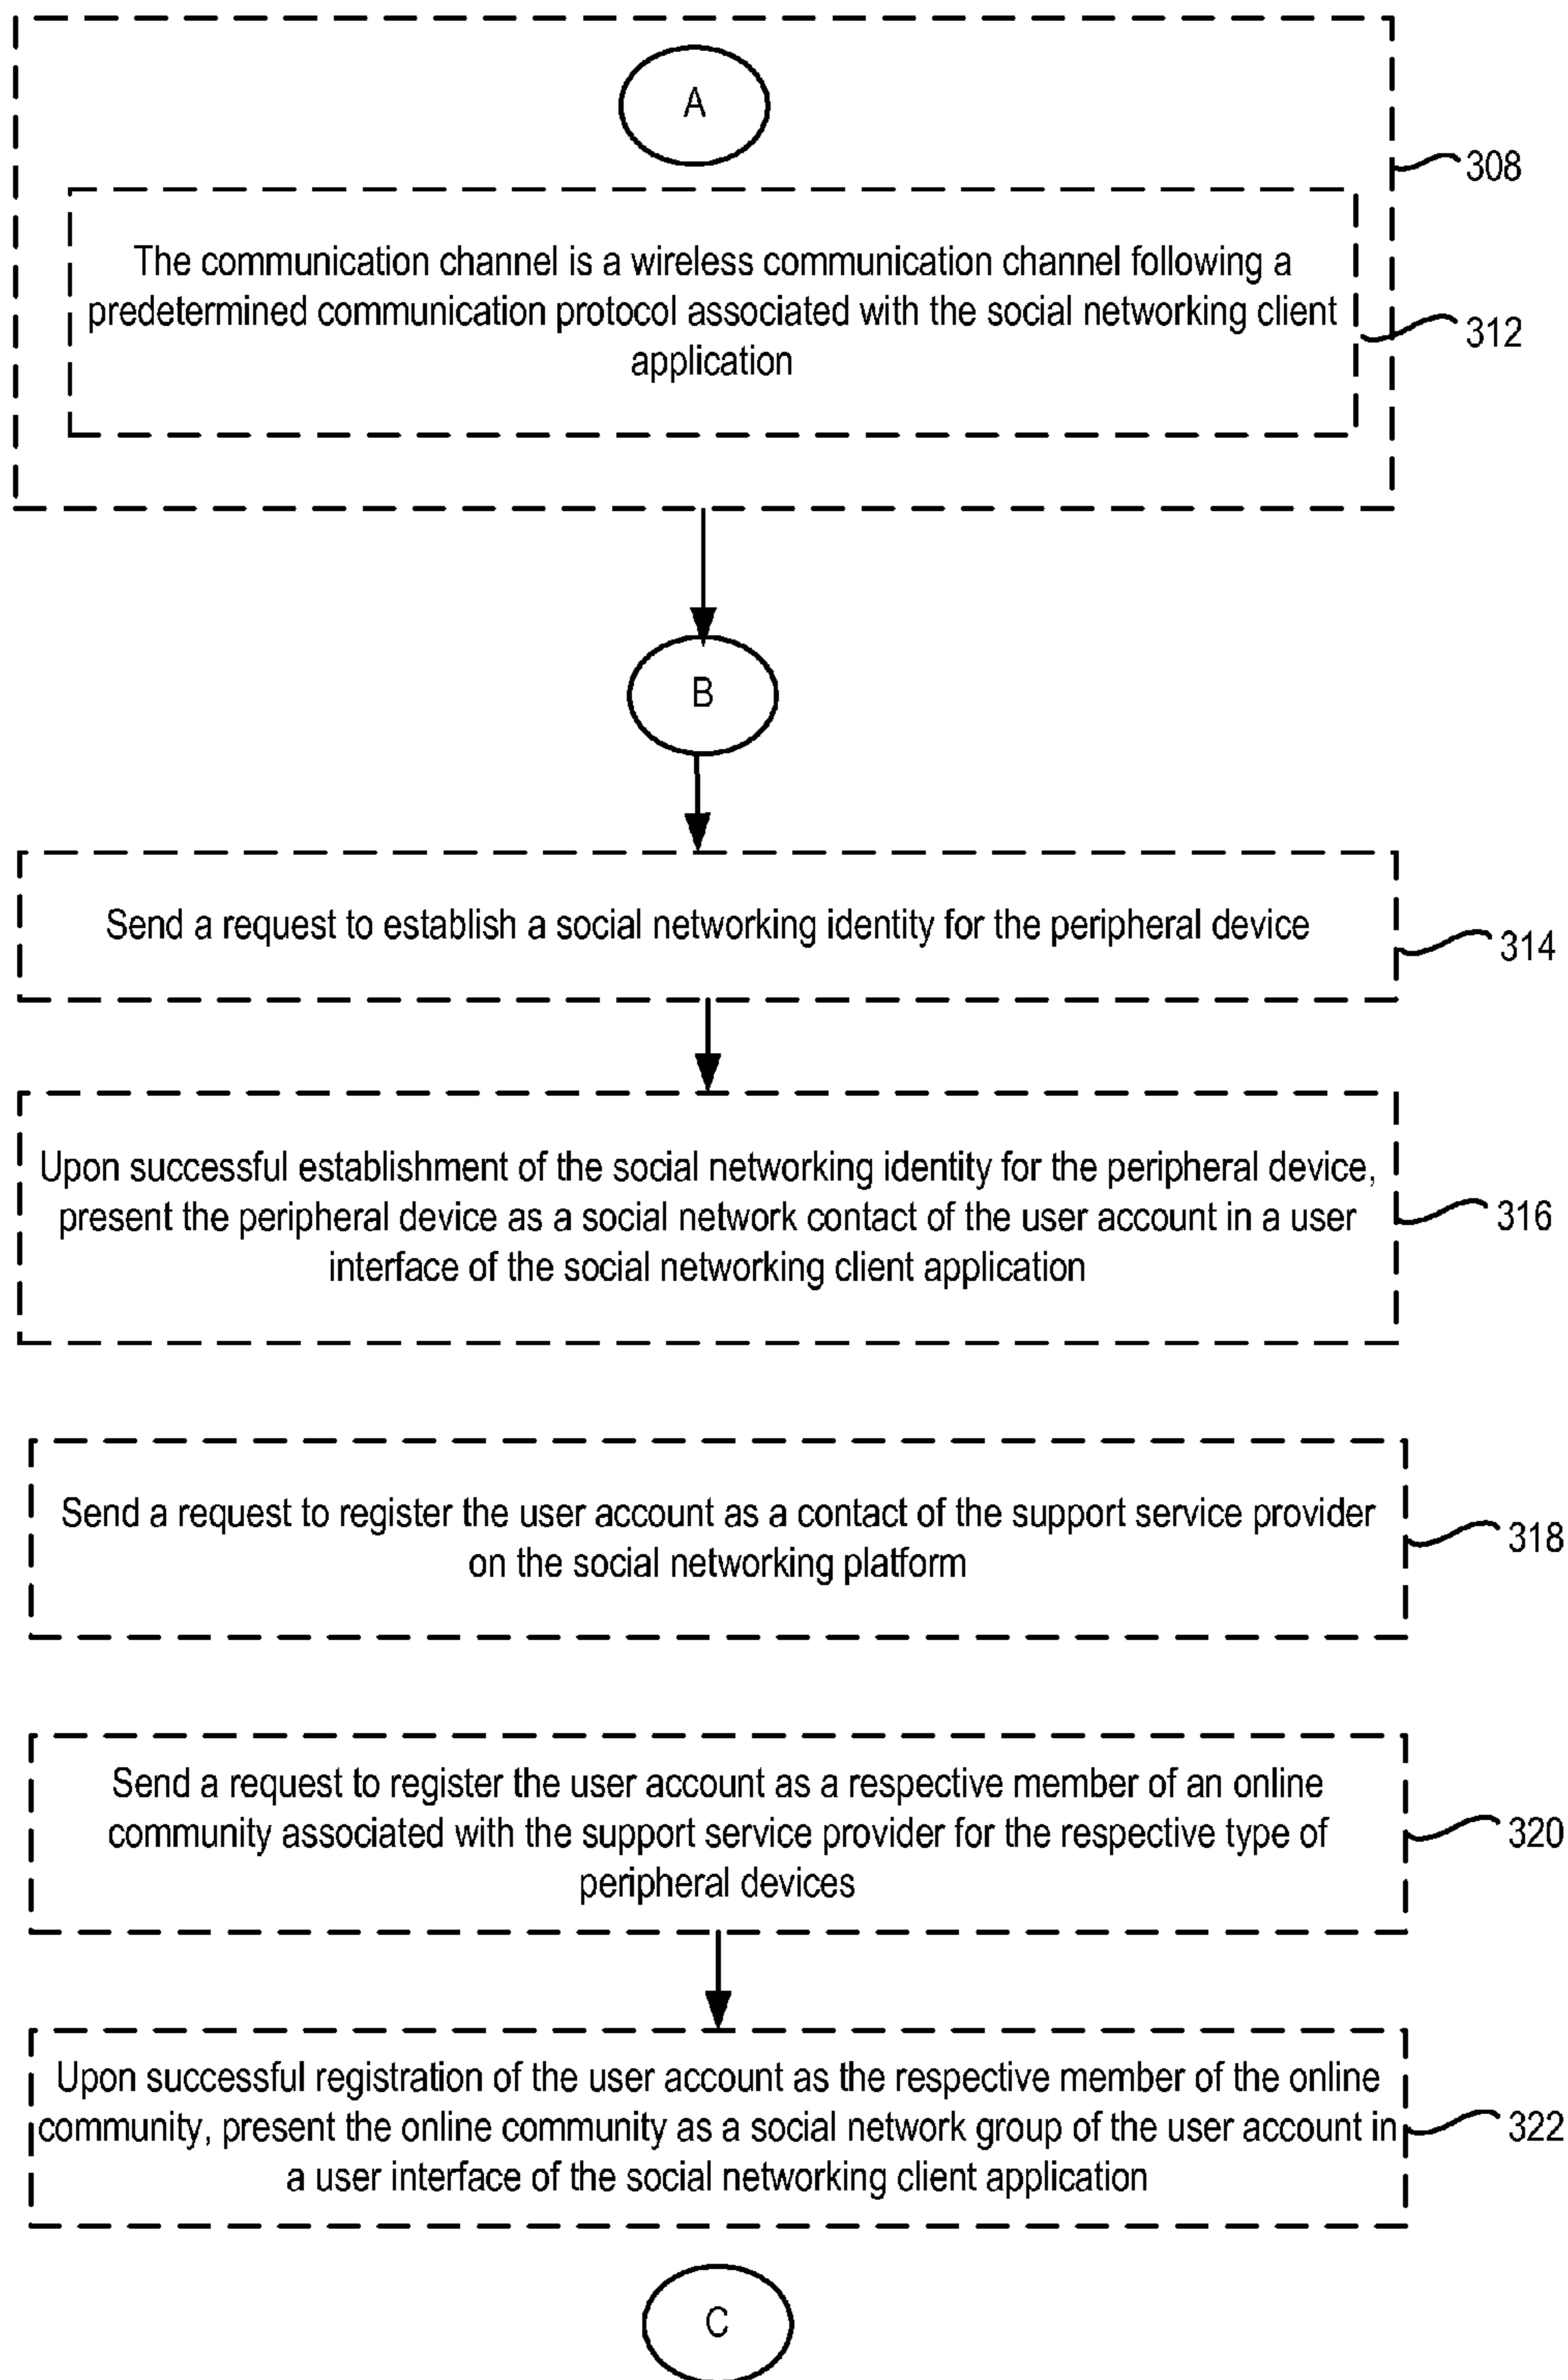 A
308
The communication channel is a wireless communication channel following a
predetermined communication protocol associated with the social networking client
application
312
B
Send a request to establish a social networking identity for the peripheral device
314
Upon successful establishment of the social networking identity for the peripheral device,
present the peripheral device as a social network contact of the user account in a user
interface of the social networking client application
316
Send a request to register the user account as a contact of the support service provider
on the social networking platform
318
Send a request to register the user account as a respective member of an online
community associated with the support service provider for the respective type of
peripheral devices
320
Upon successful registration of the user account as the respective member of the online
community, present the online community as a social network group of the user account in
a user interface of the social networking client application
322
C